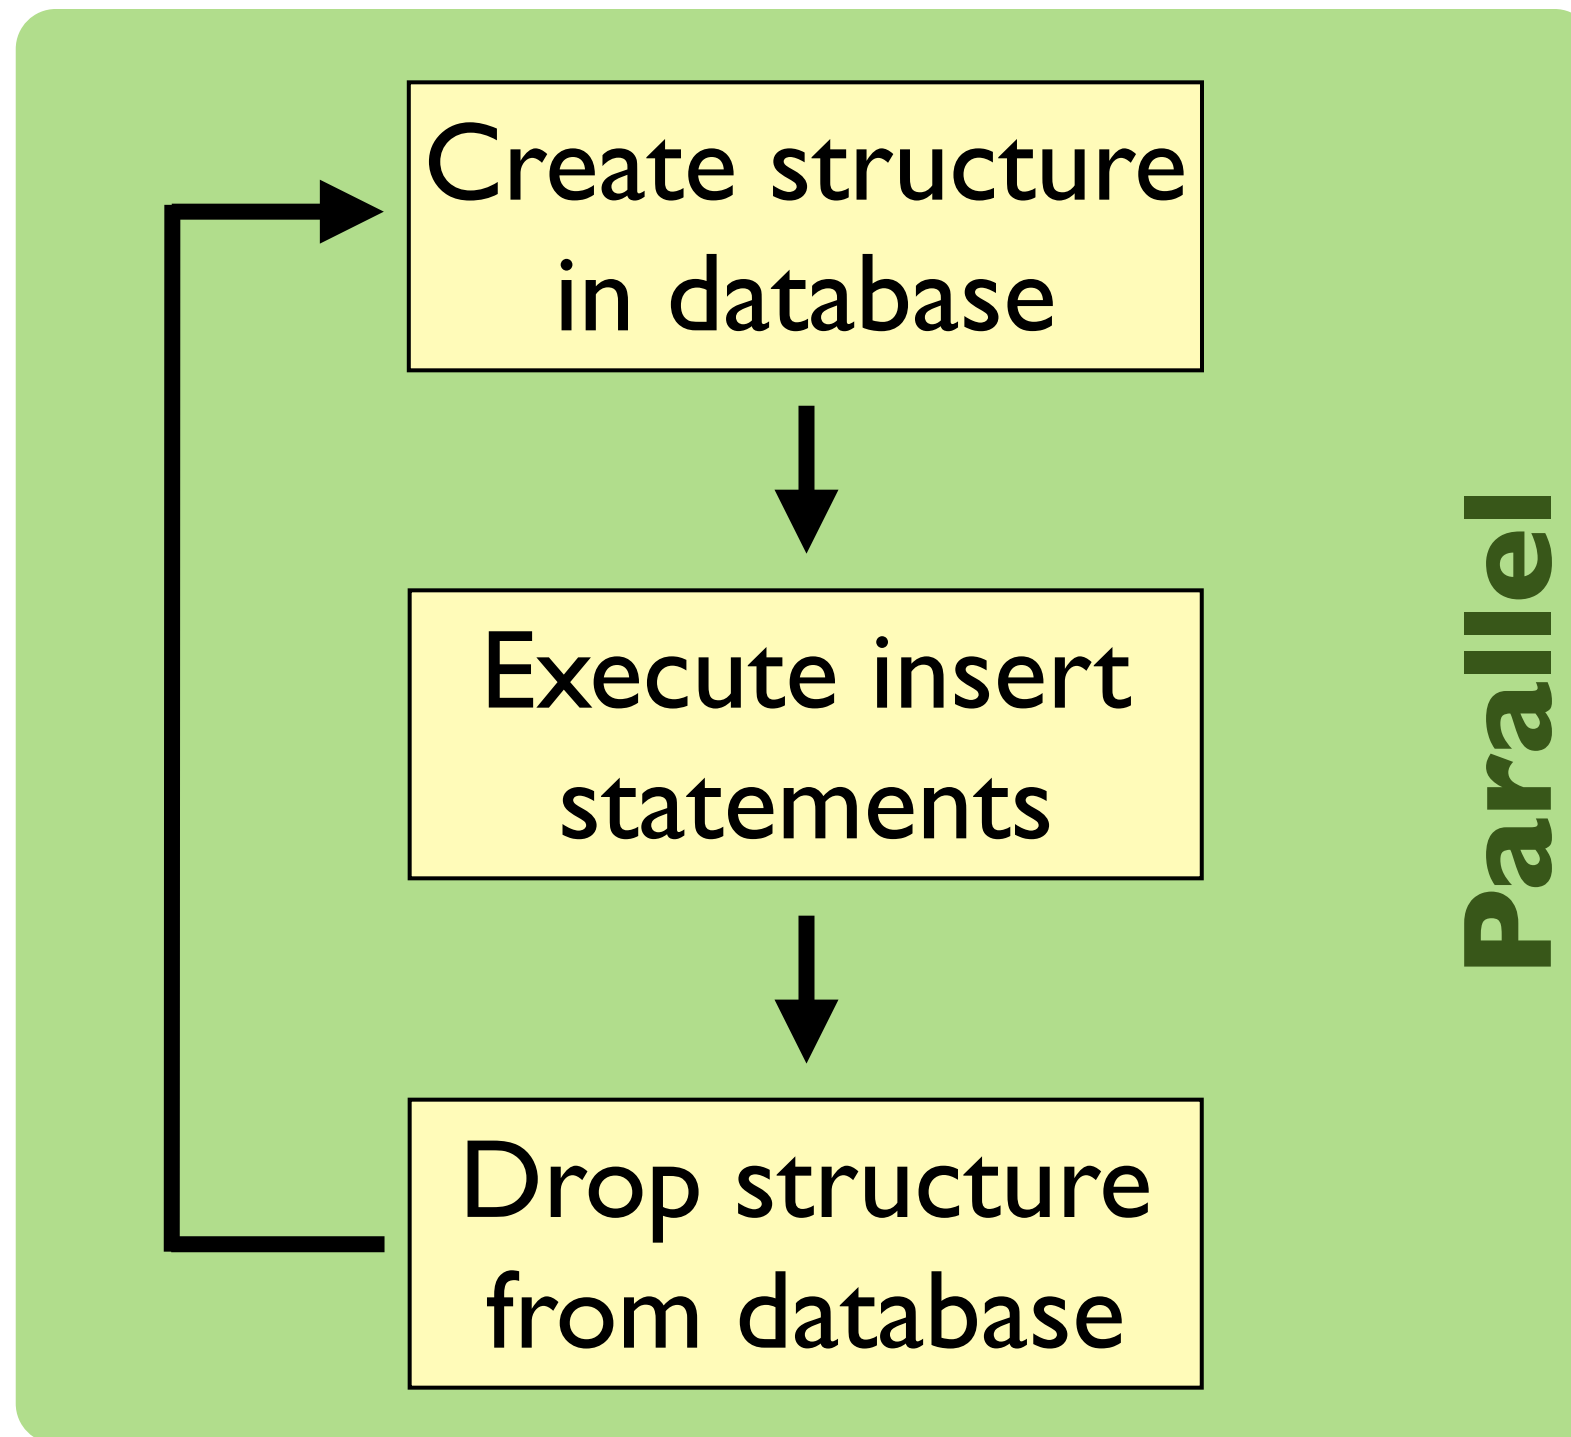 Create structure
in database
Execute insert
statements
Drop structure
from database
Parallel